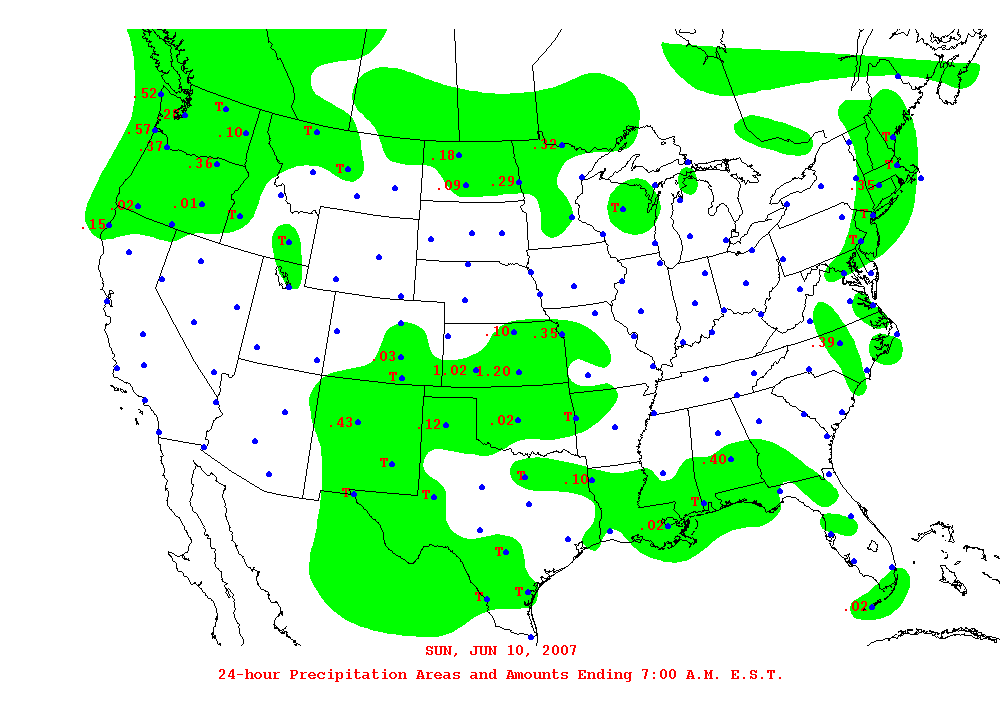 .52
T
.57
.10
T
.37
.32
T
.18
.36
T
T
.09
.29
.35
.02
.01
T
T
T
.15
T
T
.10
.35
.39
.03
1.02
1.20
T
.43
.12
.02
T
.40
T
T
.10
T
T
T
.02
T
T
T
.02
SUN, JUN 10, 2007
24-hour Precipitation Areas and Amounts Ending 7:00 A.M. E.S.T.